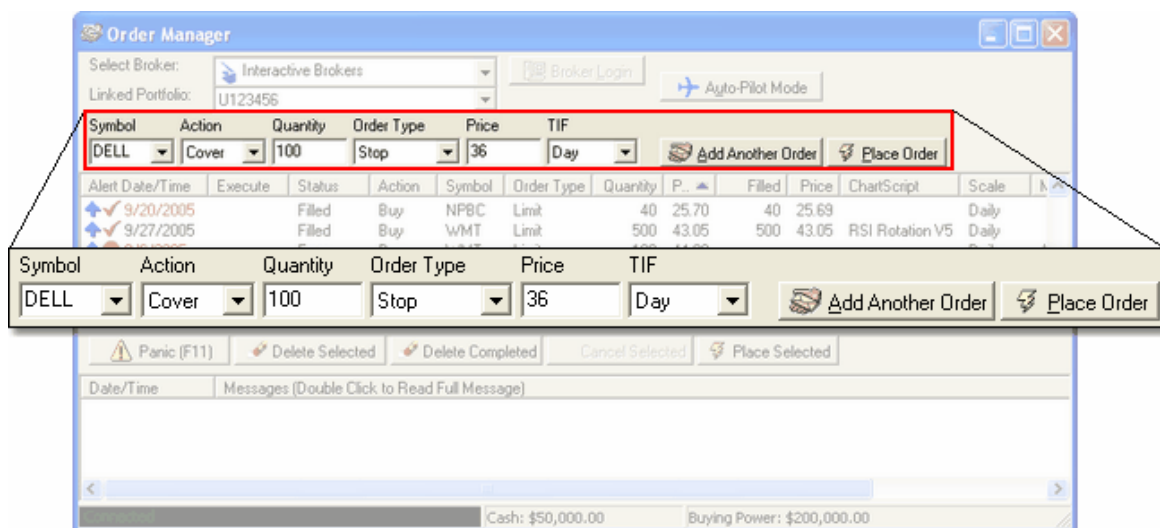 Order Manager
Select Broker: Interactive Brokers Broker Login
Auto-Pilot Mode
Linked Portfolio: U123456
Symbol Action Quantity Order Type Price TIF
DELL Cover 100 Stop 36 Day Add Another Order Place Order
Alert Date/Time Execute Status Action Symbol Order Type Quantity P.. Filled Price ChartScript Scale
9/20/2005 Filled Buy NPBC Limit 40 25.70 40 25.69 Daily
9/27/2005 Filled Buy WMT Limit 500 43.05 500 43.05 RSI Rotation V5 Daily
Symbol Action Quantity Order Type Price TIF
DELL Cover 100 Stop 36 Day Add Another Order Place Order
Panic (F11) Delete Selected Delete Completed Cancel Selected Place Selected
Date/Time Messages (Double Click to Read Full Message)
Connected Cash: $50,000.00 Buying Power: $200,000.00